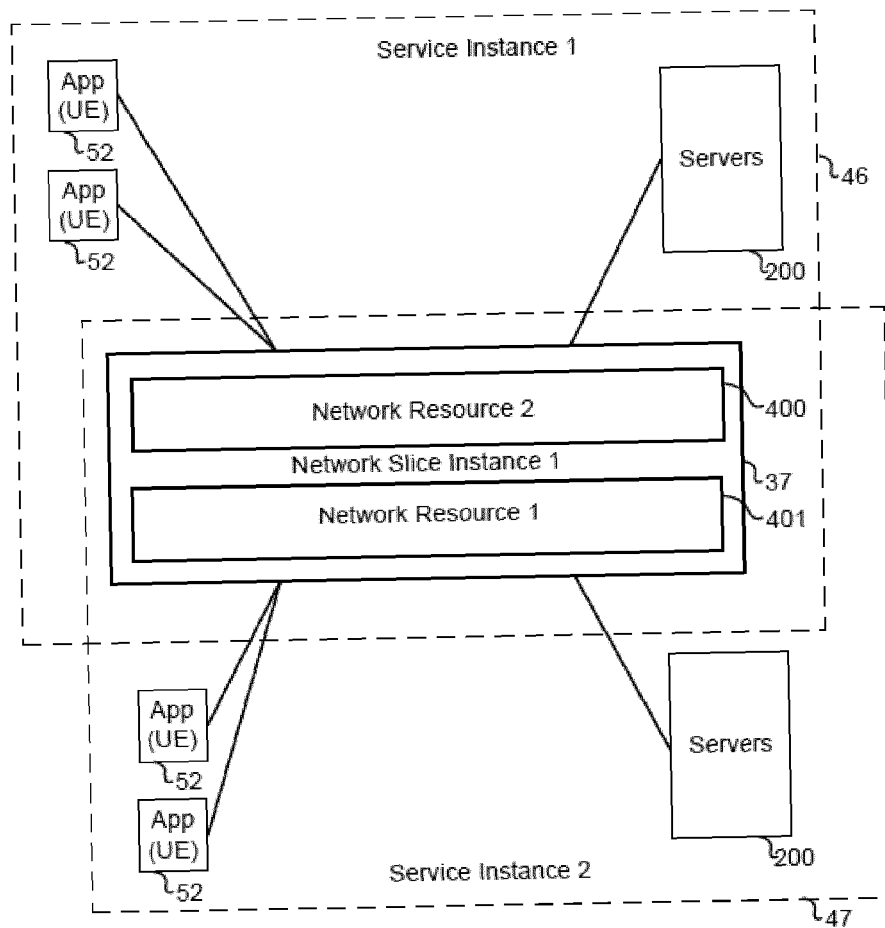 Service Instance 1
App
(UE)
52
App
(UE)
52
Servers
46
200
Network Resource 2
400
Network Slice Instance 1
37
Network Resource 1
401
App
(UE)
52
App
(UE)
52
Servers
200
Service Instance 2
47